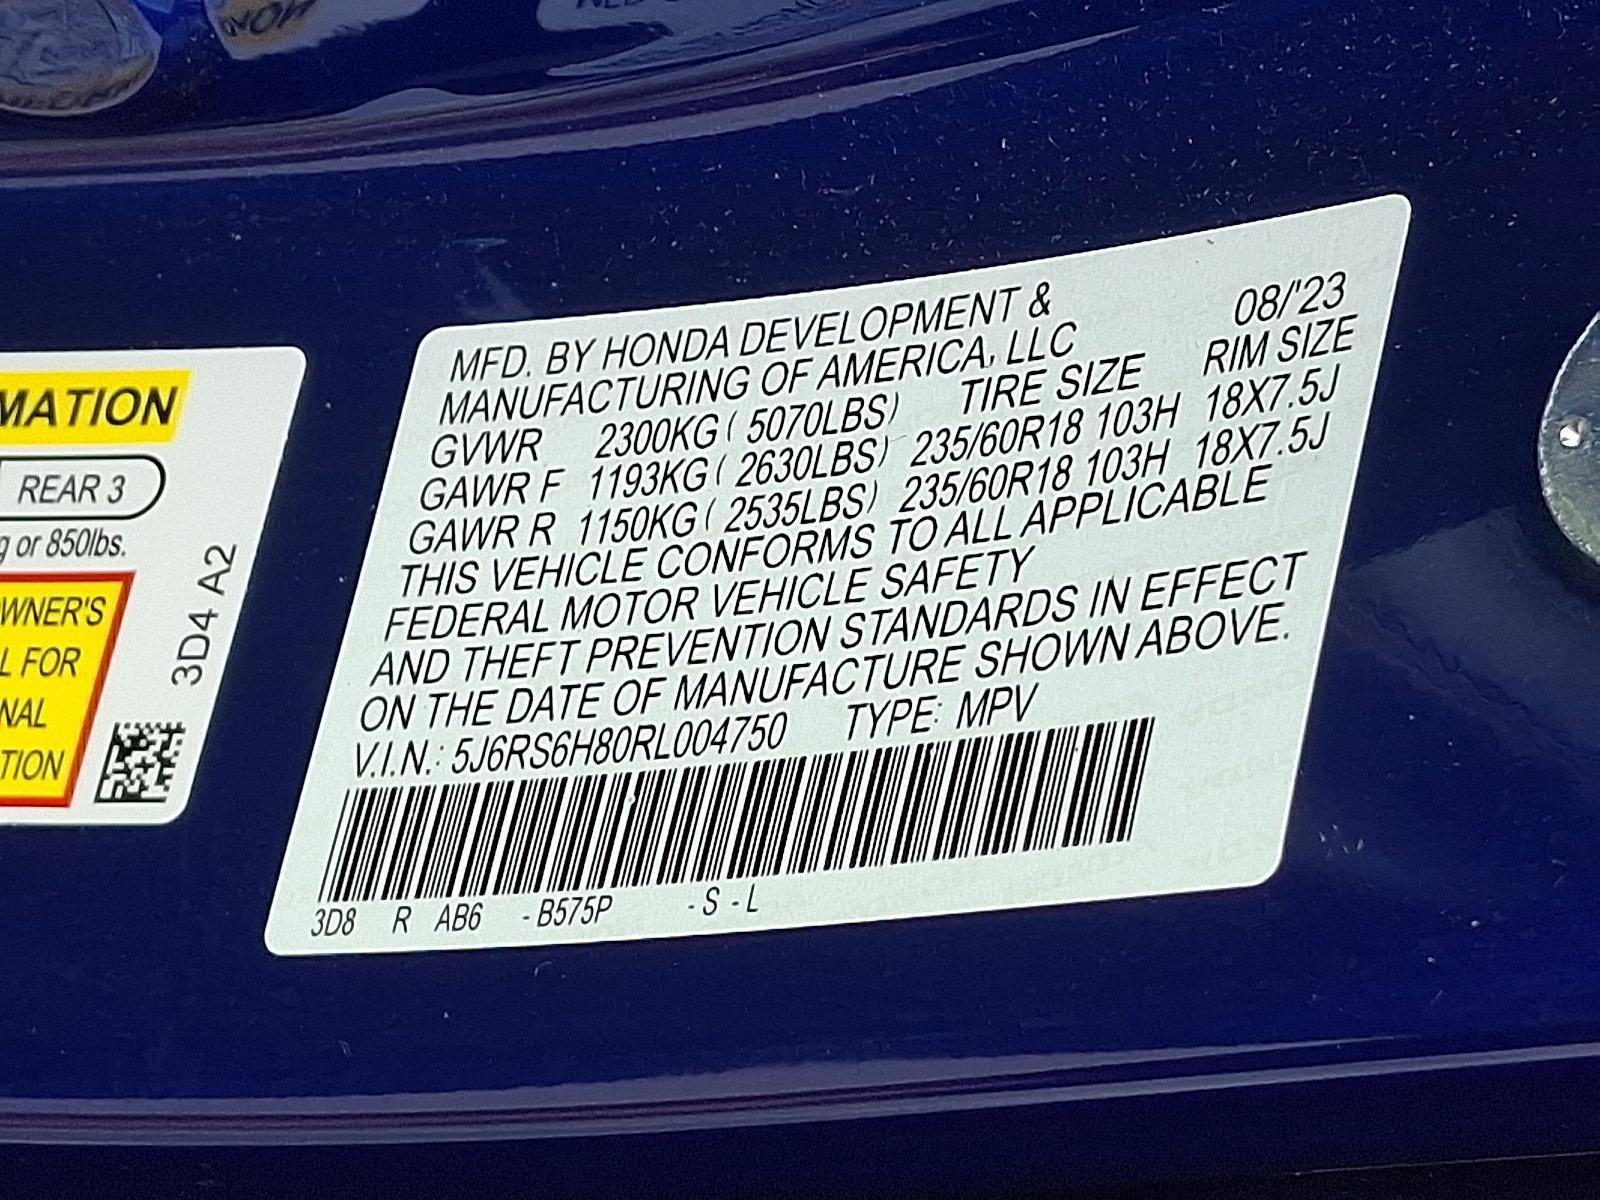 MATION
REAR 3
g or 850lbs.
WNER'S
L FOR
NAL
TION
3D4 A2
MFD. BY HONDA DEVELOPMENT &
MANUFACTURING OF AMERICA, LLC 08/'23
GVWR 2300KG ( 5070LBS) TIRE SIZE RIM SIZE
GAWR F 1193KG ( 2630LBS) 235/60R18 103H 18X7.5J
GAWR R 1150KG ( 2535LBS) 235/60R18 103H 18X7.5J
THIS VEHICLE CONFORMS TO ALL APPLICABLE
FEDERAL MOTOR VEHICLE SAFETY
AND THEFT PREVENTION STANDARDS IN EFFECT
ON THE DATE OF MANUFACTURE SHOWN ABOVE.
V.I.N.: 5J6RS6H80RL004750 TYPE: MPV
3D8 R AB6 - B575P - S - L